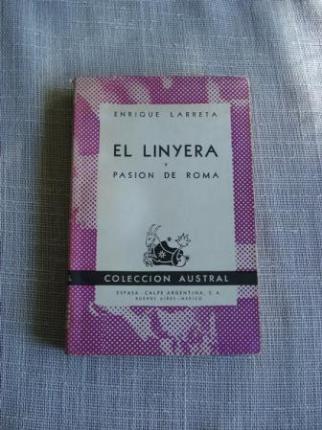 ENRIQUE LARRETA
EL LINYERA
Y
PASION DE ROMA
COLECCION AUSTRAL
ESPASA - CALPE ARGENTINA, S. A.
BUENOS AIRES - MEXICO